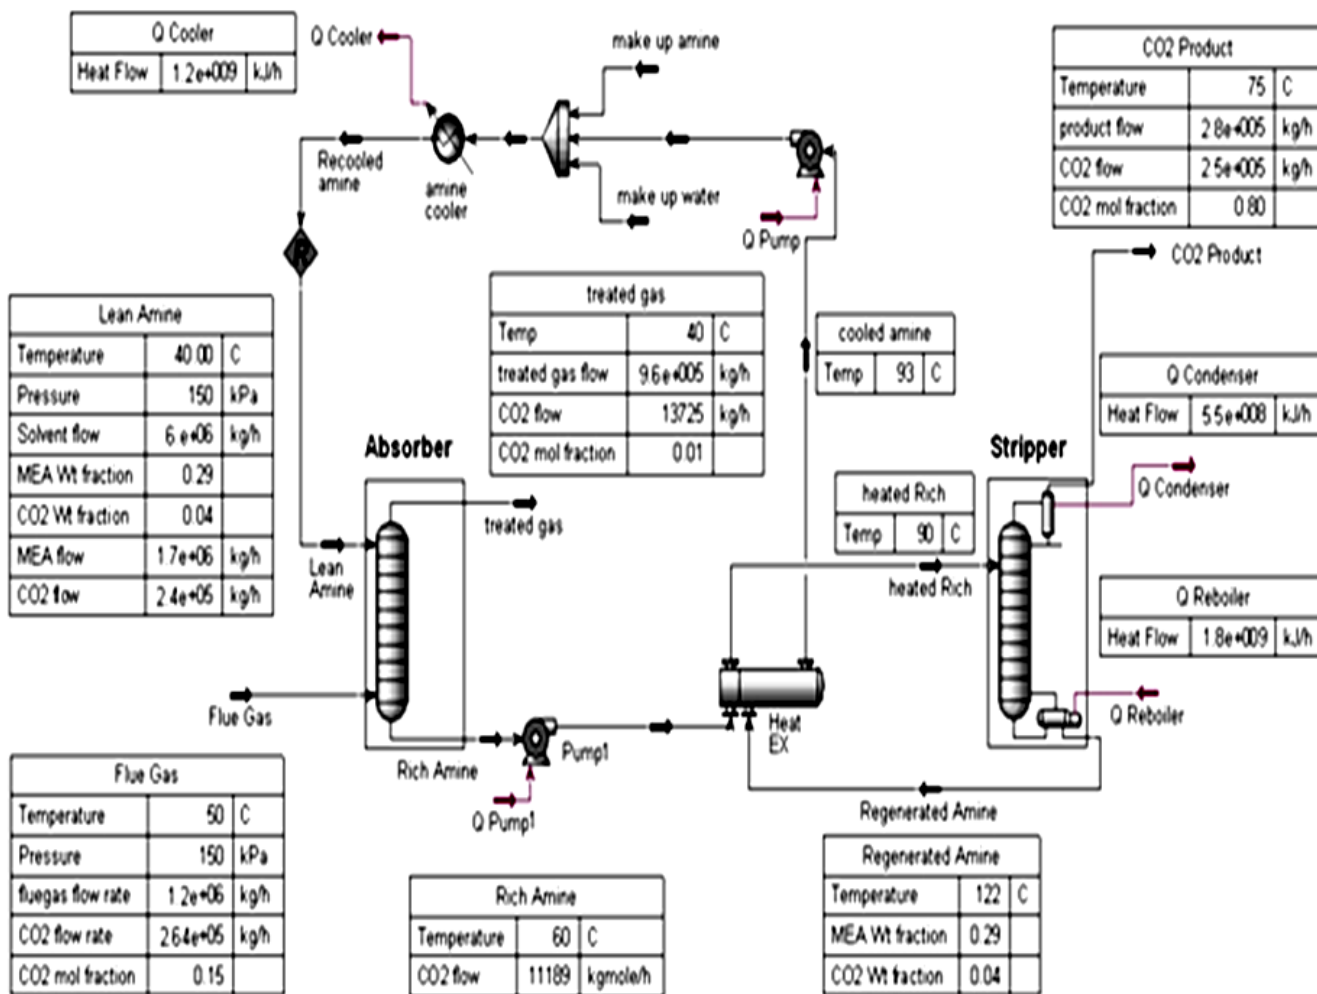 Q Cooler
Heat Flow 1.2e+009 kJ/h
Q Cooler
make up amine
CO2 Product
Temperature 75 C
product flow 2.8e+005 kg/h
CO2 flow 2.5e+005 kg/h
CO2 mol fraction 0.80
Recooled
amine
amine
cooler
make up water
Q Pump
CO2 Product
R
Lean Amine
Temperature 40.00 C
Pressure 150 kPa
Solvent flow 6 e+06 kg/h
MEA Wt fraction 0.29
CO2 Wt fraction 0.04
MEA flow 1.7e+06 kg/h
CO2 flow 2.4e+05 kg/h
treated gas
Temp 40 C
treated gas flow 9.6e+005 kg/h
CO2 flow 13725 kg/h
CO2 mol fraction 0.01
cooled amine
Temp 93 C
Q Condenser
Heat Flow 5.5e+008 kJ/h
Absorber
Stripper
Q Condenser
heated Rich
Temp 90 C
treated gas
Lean
Amine
heated Rich
Q Reboiler
Heat Flow 1.8e+009 kJ/h
Flue Gas
Q Reboiler
Heat
EX
Pump1
Rich Amine
Q Pump1
Regenerated Amine
Flue Gas
Temperature 50 C
Pressure 150 kPa
fluegas flow rate 1.2e+06 kg/h
CO2 flow rate 2.64e+05 kg/h
CO2 mol fraction 0.15
Rich Amine
Temperature 60 C
CO2 flow 11189 kgmole/h
Regenerated Amine
Temperature 122 C
MEA Wt fraction 0.29
CO2 Wt fraction 0.04